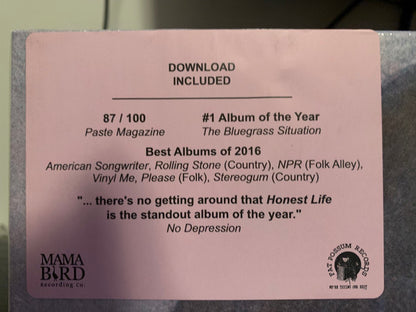 DOWNLOAD
INCLUDED
87 / 100
Paste Magazine
#1 Album of the Year
The Bluegrass Situation
Best Albums of 2016
American Songwriter, Rolling Stone (Country), NPR (Folk Alley),
Vinyl Me, Please (Folk), Stereogum (Country)
"... there's no getting around that Honest Life
is the standout album of the year."
No Depression
MAMA
BIRD
Recording Co.
FAT POSSUM RECORDS